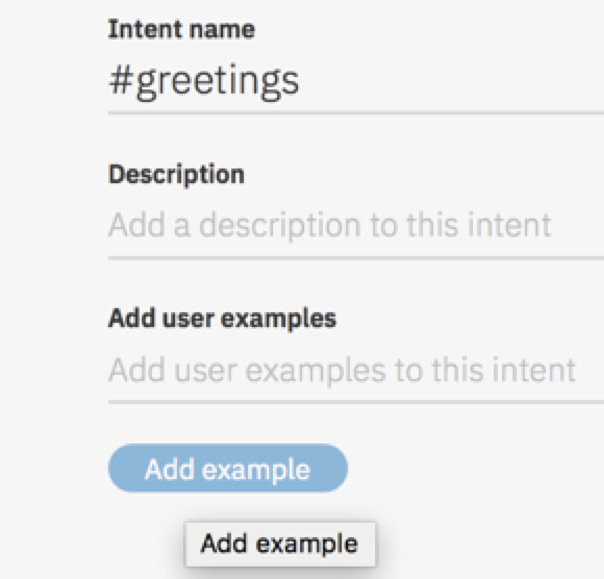 Intent name
#greetings
Description
Add a description to this intent
Add user examples
Add user examples to this intent
Add example
Add example